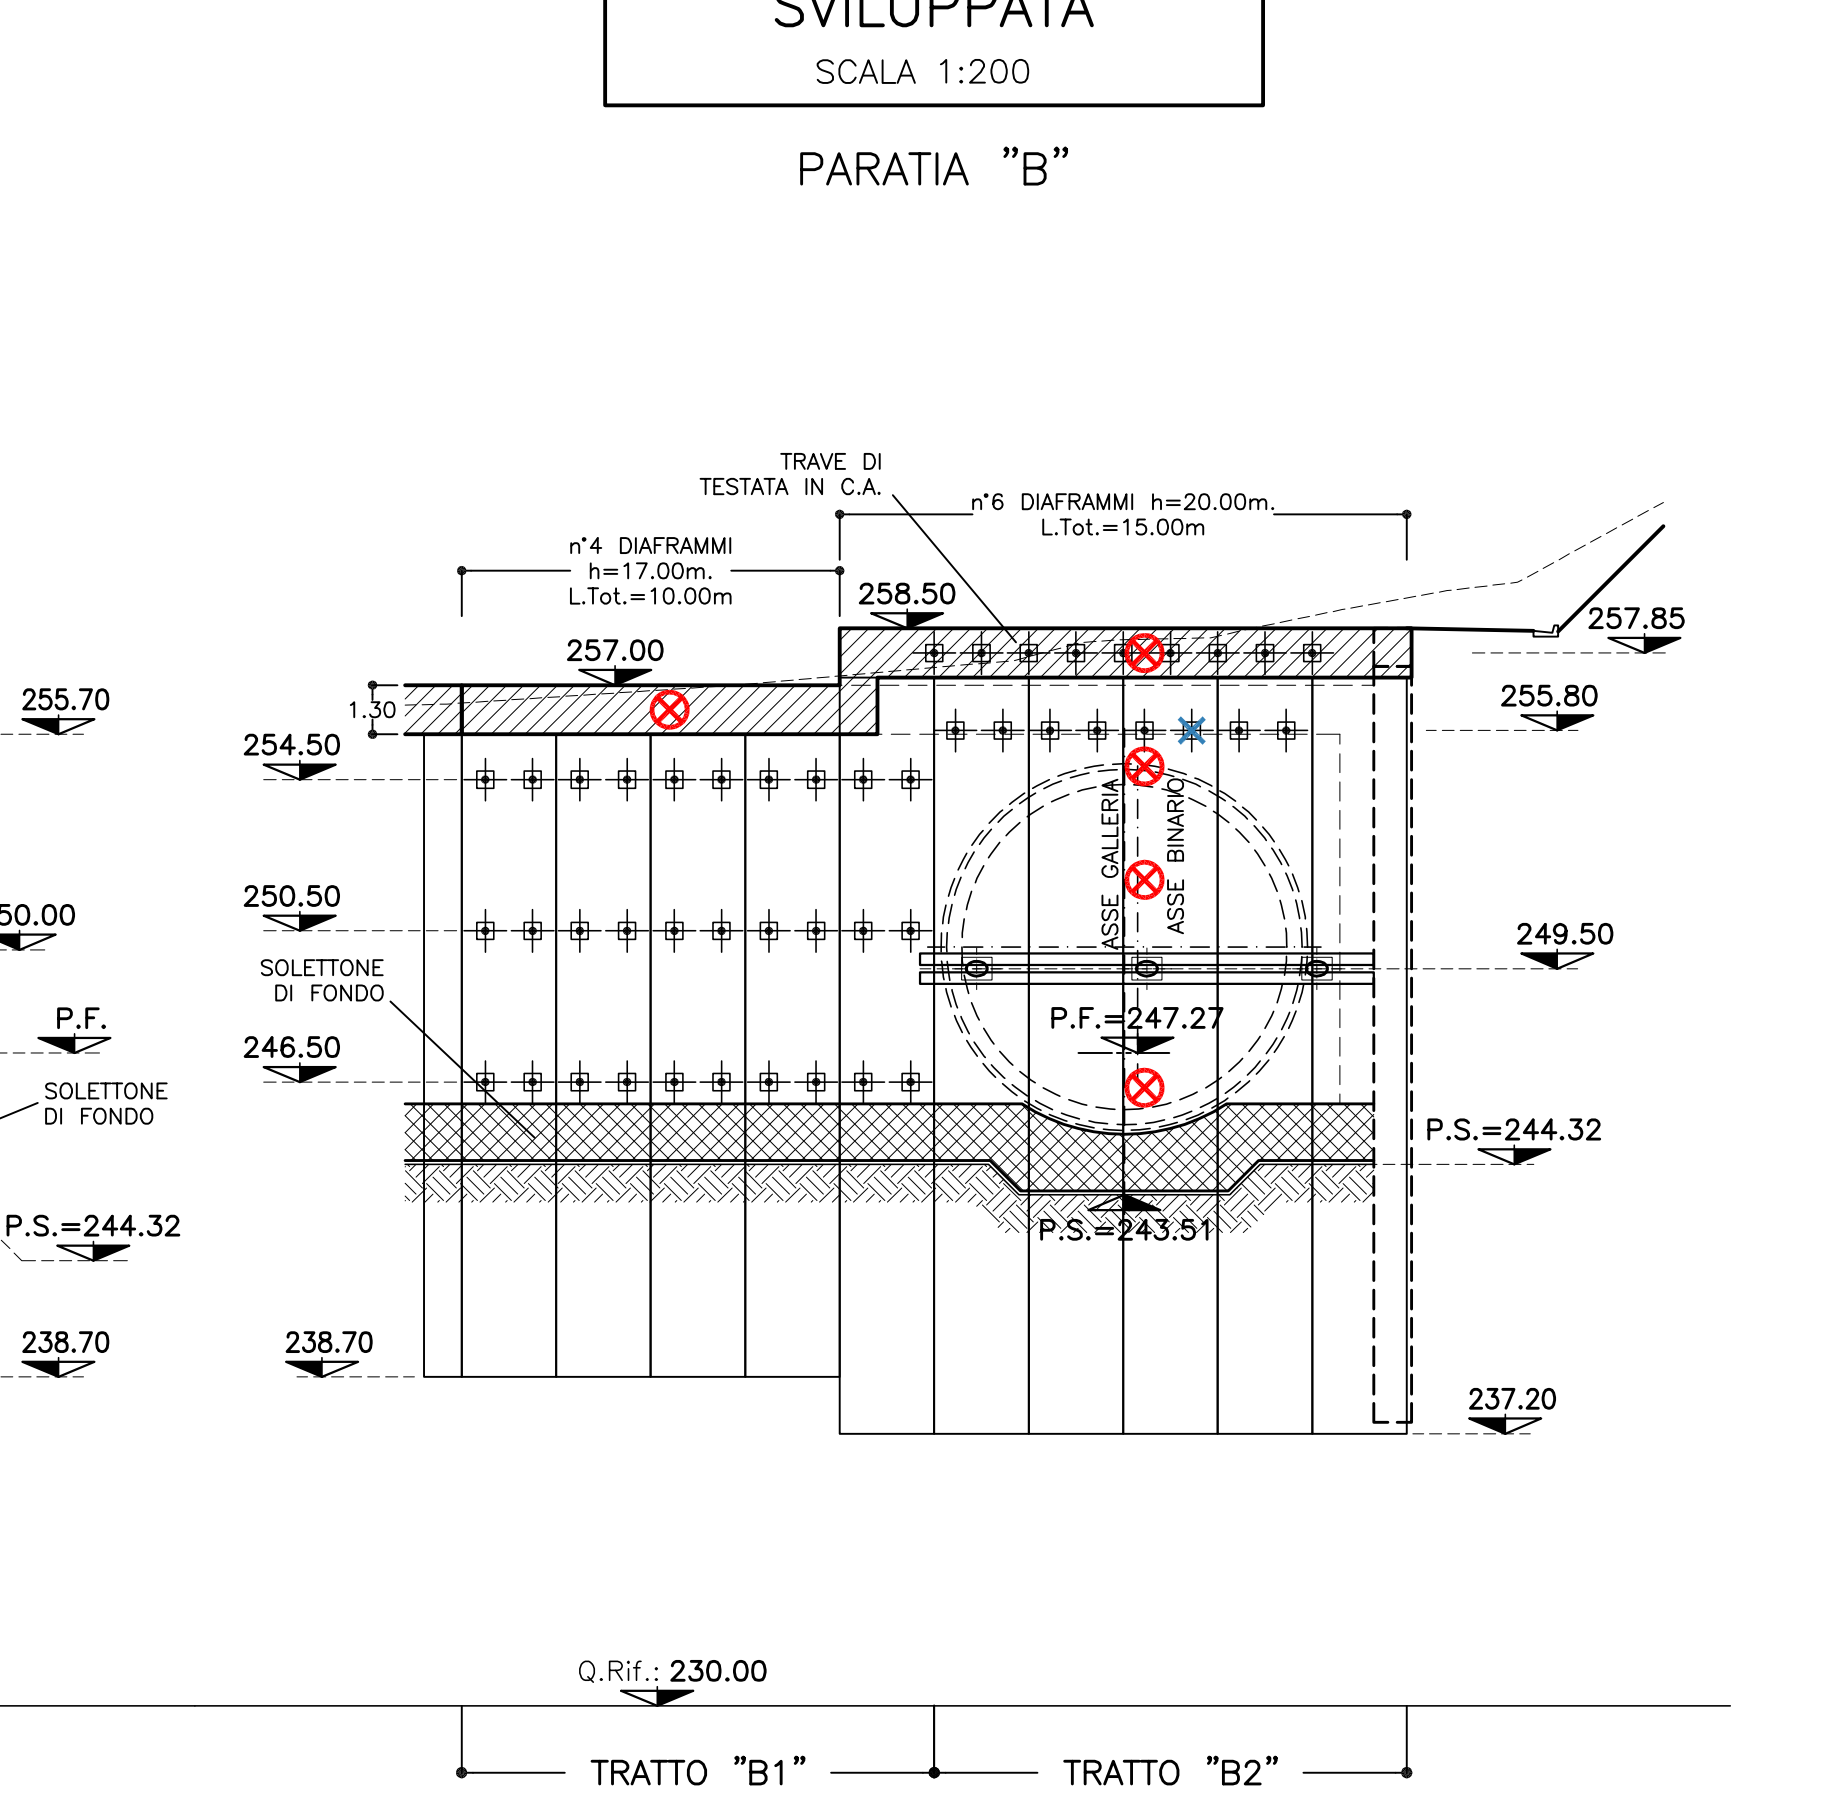 SVILUPPATA
SCALA 1:200
PARATIA "B"
TRAVE DI
TESTATA IN C.A.
n°6 DIAFRAMMI h=20.00m.
L.Tot.=15.00m
n°4 DIAFRAMMI
h=17.00m.
L.Tot.=10.00m
258.50
257.85
257.00
255.70
1.30
255.80
254.50
ASSE GALLERIA
ASSE BINARIO
250.50
50.00
249.50
SOLETTONE
DI FONDO
P.F.
P.F.=247.27
246.50
SOLETTONE
DI FONDO
P.S.=244.32
P.S.=244.32
P.S.=243.51
238.70
238.70
237.20
Q.Rif.: 230.00
TRATTO "B1"
TRATTO "B2"